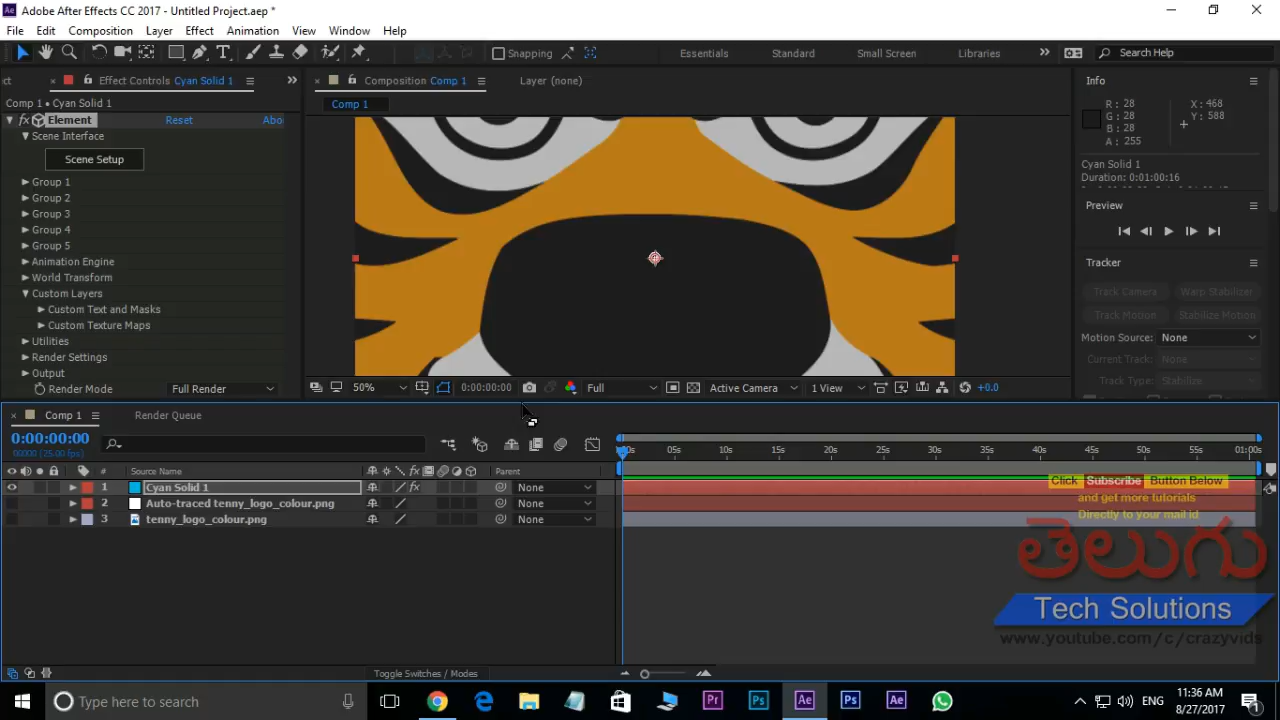 Adobe After Effects CC 2017 - Untitled Project.aep *
File Edit Composition Layer Effect Animation View Window Help
Snapping Essentials Standard Small Screen Libraries Search Help
Effect Controls Cyan Solid 1
Composition Comp 1
Layer (none)
Info
Comp 1 • Cyan Solid 1
Comp 1
fx Element Reset Abo
Scene Interface
Scene Setup
Group 1
Group 2
Group 3
Group 4
Group 5
Animation Engine
World Transform
Custom Layers
Custom Text and Masks
Custom Texture Maps
Utilities
Render Settings
Output
Render Mode Full Render
50% 0:00:00:00 Full Active Camera 1 View +0.0
R: 28 X: 468
G: 28 Y: 588
B: 28
A: 255
Cyan Solid 1
Duration: 0:01:00:16
Preview
Tracker
Track Camera Warp Stabilizer
Track Motion Stabilize Motion
Motion Source: None
Current Track: None
Track Type: Stabilize
Comp 1 Render Queue
0:00:00:00
00000 (25.00 fps)
# Source Name fx Parent
1 Cyan Solid 1 fx None
2 Auto-traced tenny_logo_colour.png None
3 tenny_logo_colour.png None
05s 10s 15s 20s 25s 30s 35s 40s 45s 50s 55s 01:00s
Click Subscribe Button Below
and get more tutorials
Directly to your mail id
తెలుగు
Tech Solutions
www.youtube.com/c/crazyvids
Toggle Switches / Modes
Type here to search
ENG
11:36 AM
8/27/2017